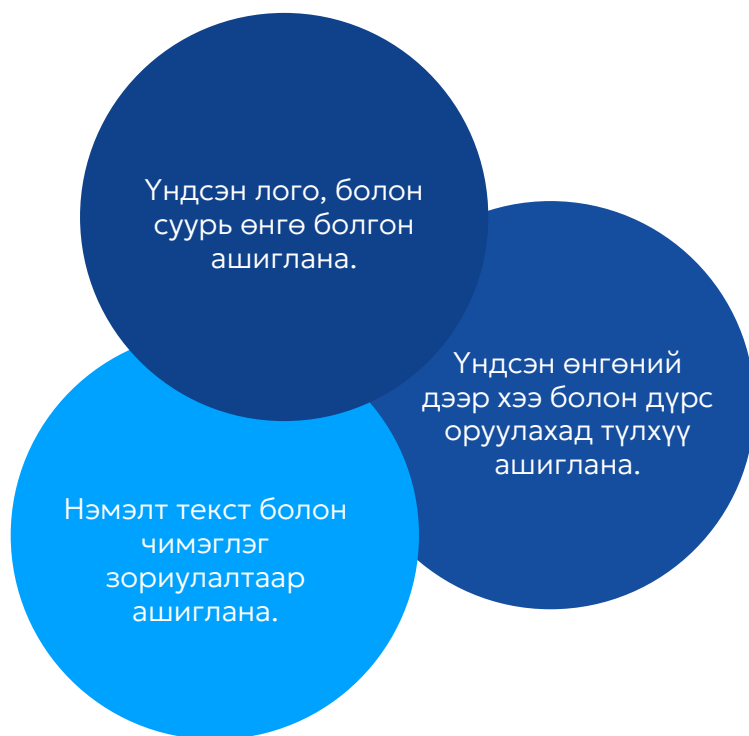 Үндсэн лого, болон
суурь өнгө болгон
ашиглана.
Үндсэн өнгөний
дээр хээ болон дүрс
оруулахад түлхүү
ашиглана.
Нэмэлт текст болон
чимэглэг
зориулалтаар
ашиглана.